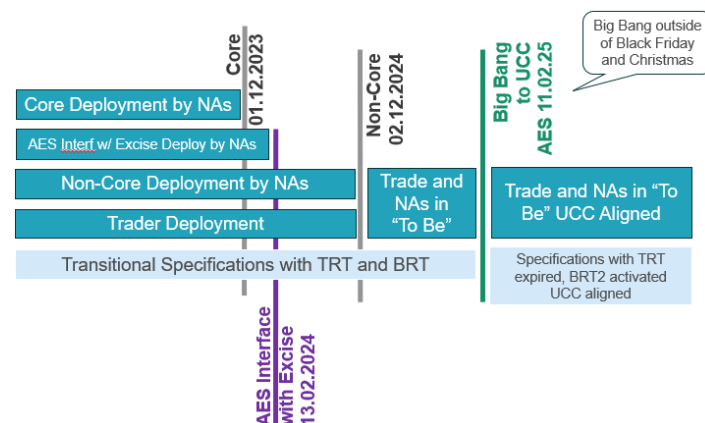 Big Bang outside
of Black Friday
and Christmas
Core
01.12.2023
Non-Core
02.12.2024
Big Bang
to UCC
AES 11.02.25
Core Deployment by NAs
AES Interf w/ Excise Deploy by NAs
Non-Core Deployment by NAs
Trader Deployment
Trade and
NAs in
“To Be”
Trade and NAs in “To
Be” UCC Aligned
Transitional Specifications with TRT and BRT
Specifications with TRT
expired, BRT2 activated
UCC aligned
AES Interface
with Excise
13.02.2024